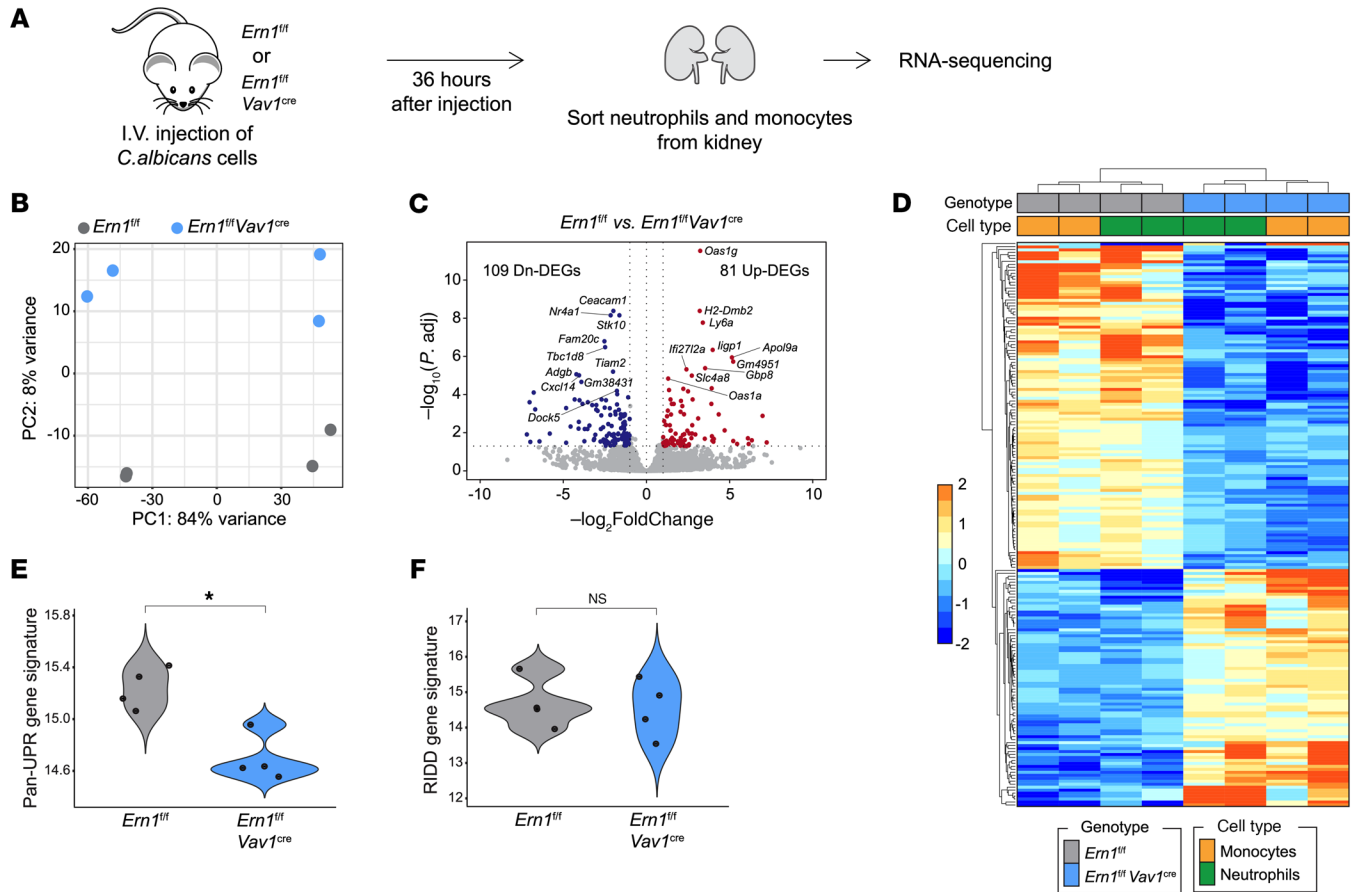 A
Ern1f/f
or
Ern1f/f
Vav1cre
I.V. injection of
C.albicans cells
36 hours
after injection
Sort neutrophils and monocytes
from kidney
RNA-sequencing
B
Ern1f/f
Ern1f/fVav1cre
20
10
0
-10
-60
-30
0
30
PC2: 8% variance
PC1: 84% variance
C
Ern1f/f vs. Ern1f/fVav1cre
109 Dn-DEGs
81 Up-DEGs
Oas1g
Ceacam1
Nr4a1
Stk10
Fam20c
Tbc1d8
Tiam2
Adgb
Cxcl14
Gm38431
Dock5
H2-Dmb2
Ly6a
Iigp1
Ifi27l2a
Apol9a
Gm4951
Gbp8
Slc4a8
Oas1a
10
8
6
4
2
0
-10
-5
0
5
10
–log10(P. adj)
–log2FoldChange
D
Genotype
Cell type
2
1
0
-1
-2
Genotype
Ern1f/f
Ern1f/f Vav1cre
Cell type
Monocytes
Neutrophils
E
*
15.8
15.4
15.0
14.6
Pan-UPR gene signature
Ern1f/f
Ern1f/f
Vav1cre
F
NS
17
16
15
14
13
12
RIDD gene signature
Ern1f/f
Ern1f/f
Vav1cre